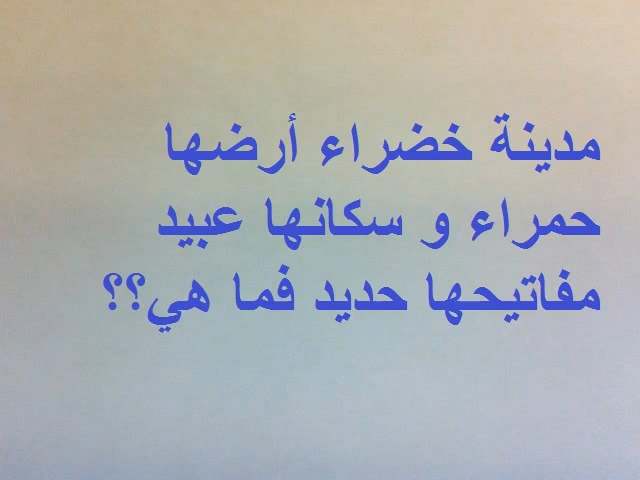 مدينة خضراء أرضها
حمراء و سكانها عبيد
مفاتيحها حديد فما هي؟؟